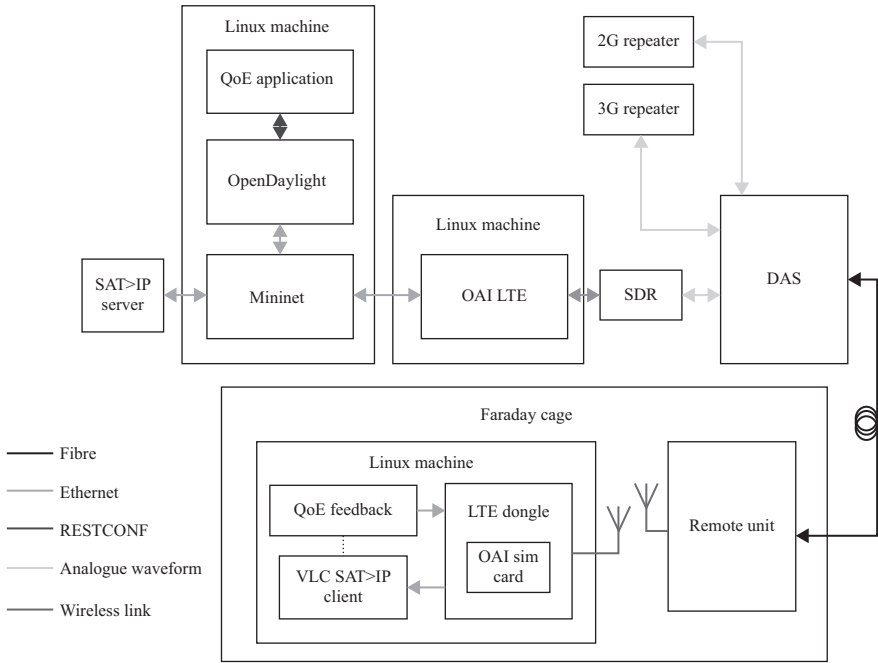 Linux machine
QoE application
OpenDaylight
Mininet
SAT>IP
server
Linux machine
OAI LTE
SDR
2G repeater
3G repeater
DAS
Faraday cage
Linux machine
QoE feedback
VLC SAT>IP
client
LTE dongle
OAI sim
card
Remote unit
Fibre
Ethernet
RESTCONF
Analogue waveform
Wireless link